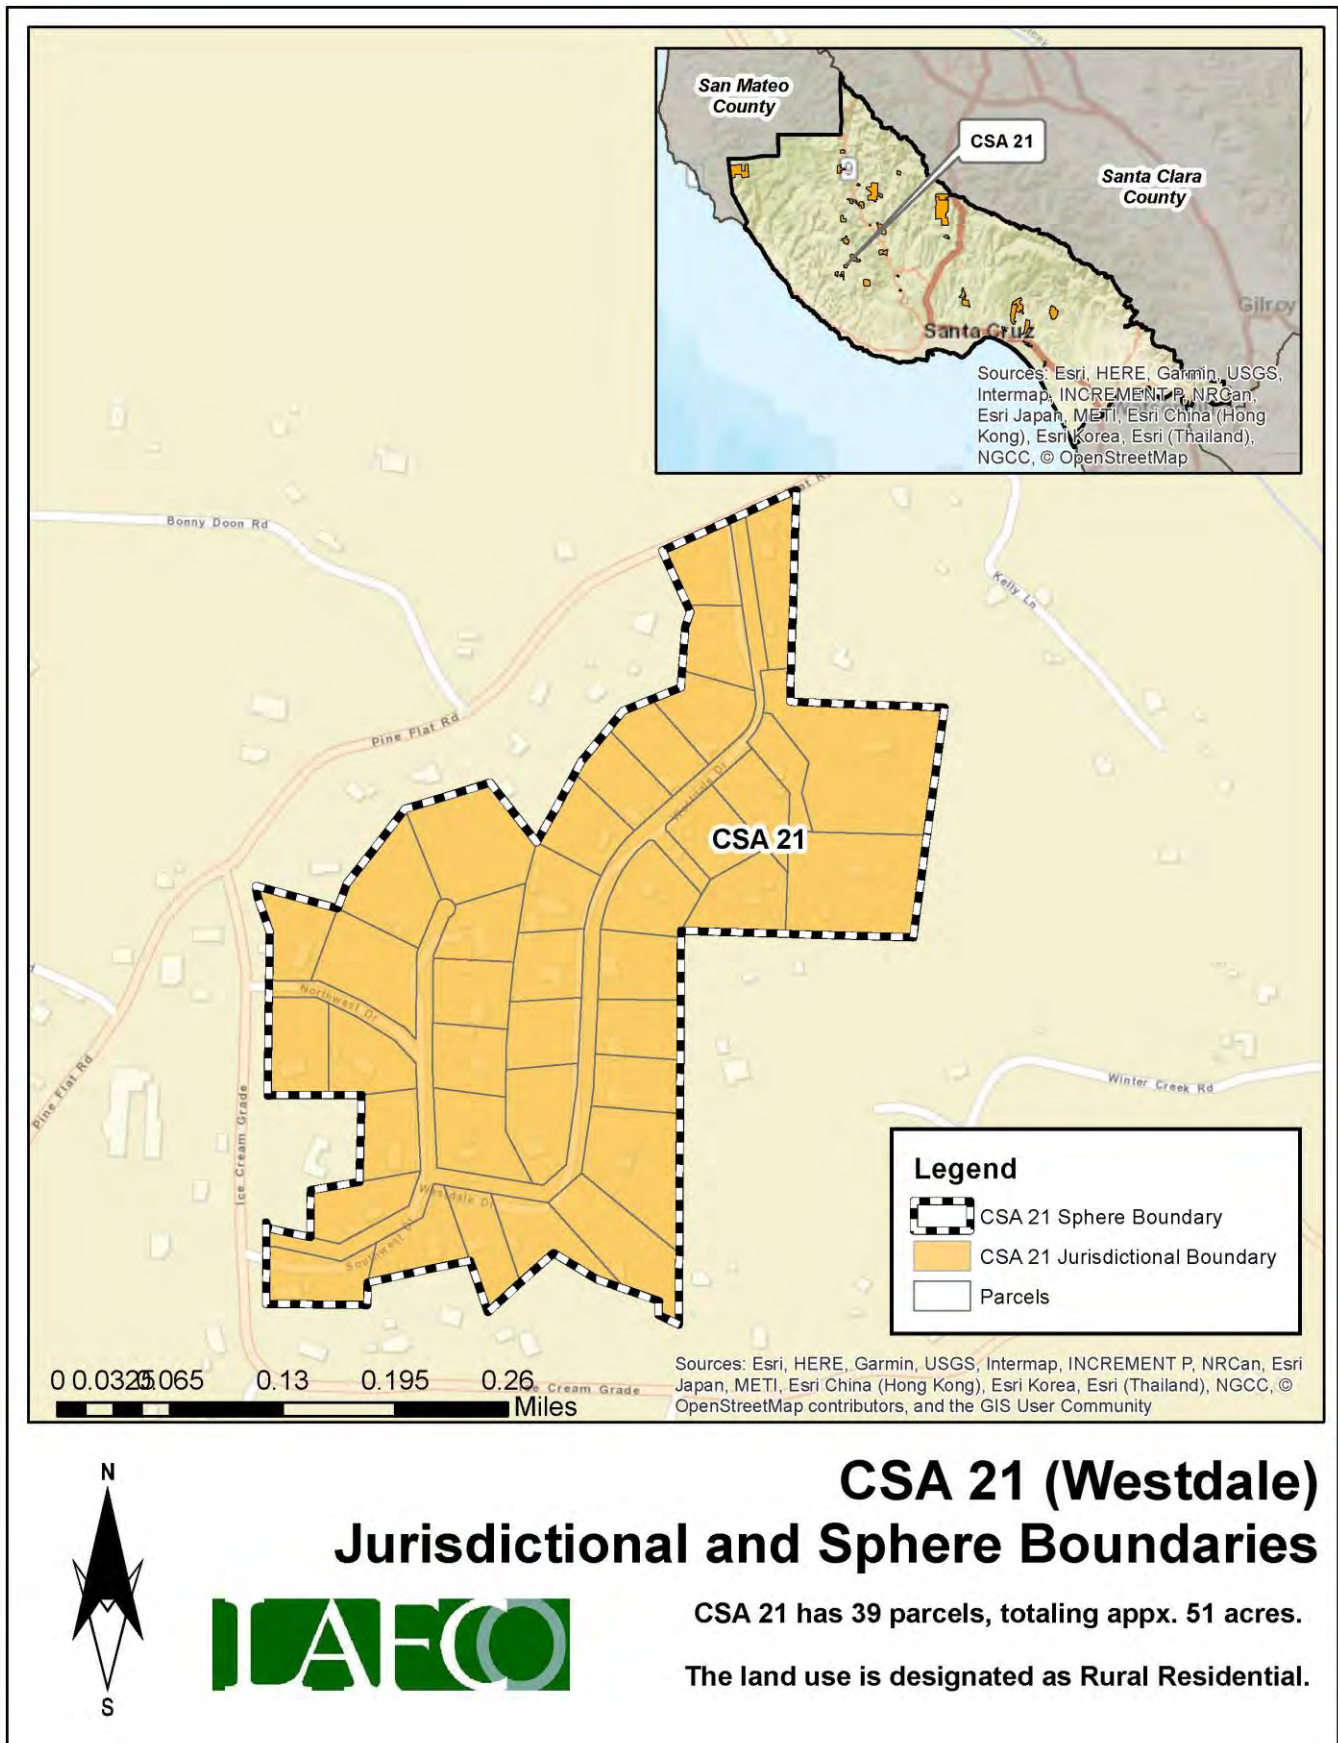 San Mateo
County
CSA 21
9
Santa Clara
County
Gilroy
Santa Cruz
Sources: Esri, HERE, Garmin, USGS,
Intermap, INCREMENT P, NRCan,
Esri Japan, METI, Esri China (Hong
Kong), Esri Korea, Esri (Thailand),
NGCC, © OpenStreetMap
Bonny Doon Rd
Kelly Ln
Pine Flat Rd
Westdale Dr
CSA 21
Northwest Dr
Pine Flat Rd
Ice Cream Grade
Winter Creek Rd
Westdale Dr
Southwest Dr
Legend
CSA 21 Sphere Boundary
CSA 21 Jurisdictional Boundary
Parcels
Sources: Esri, HERE, Garmin, USGS, Intermap, INCREMENT P, NRCan, Esri
Japan, METI, Esri China (Hong Kong), Esri Korea, Esri (Thailand), NGCC, ©
OpenStreetMap contributors, and the GIS User Community
0 0.0325 0.065 0.13 0.195 0.26
Miles
Cream Grade
N
S
CSA 21 (Westdale)
Jurisdictional and Sphere Boundaries
LAFCO
CSA 21 has 39 parcels, totaling appx. 51 acres.
The land use is designated as Rural Residential.